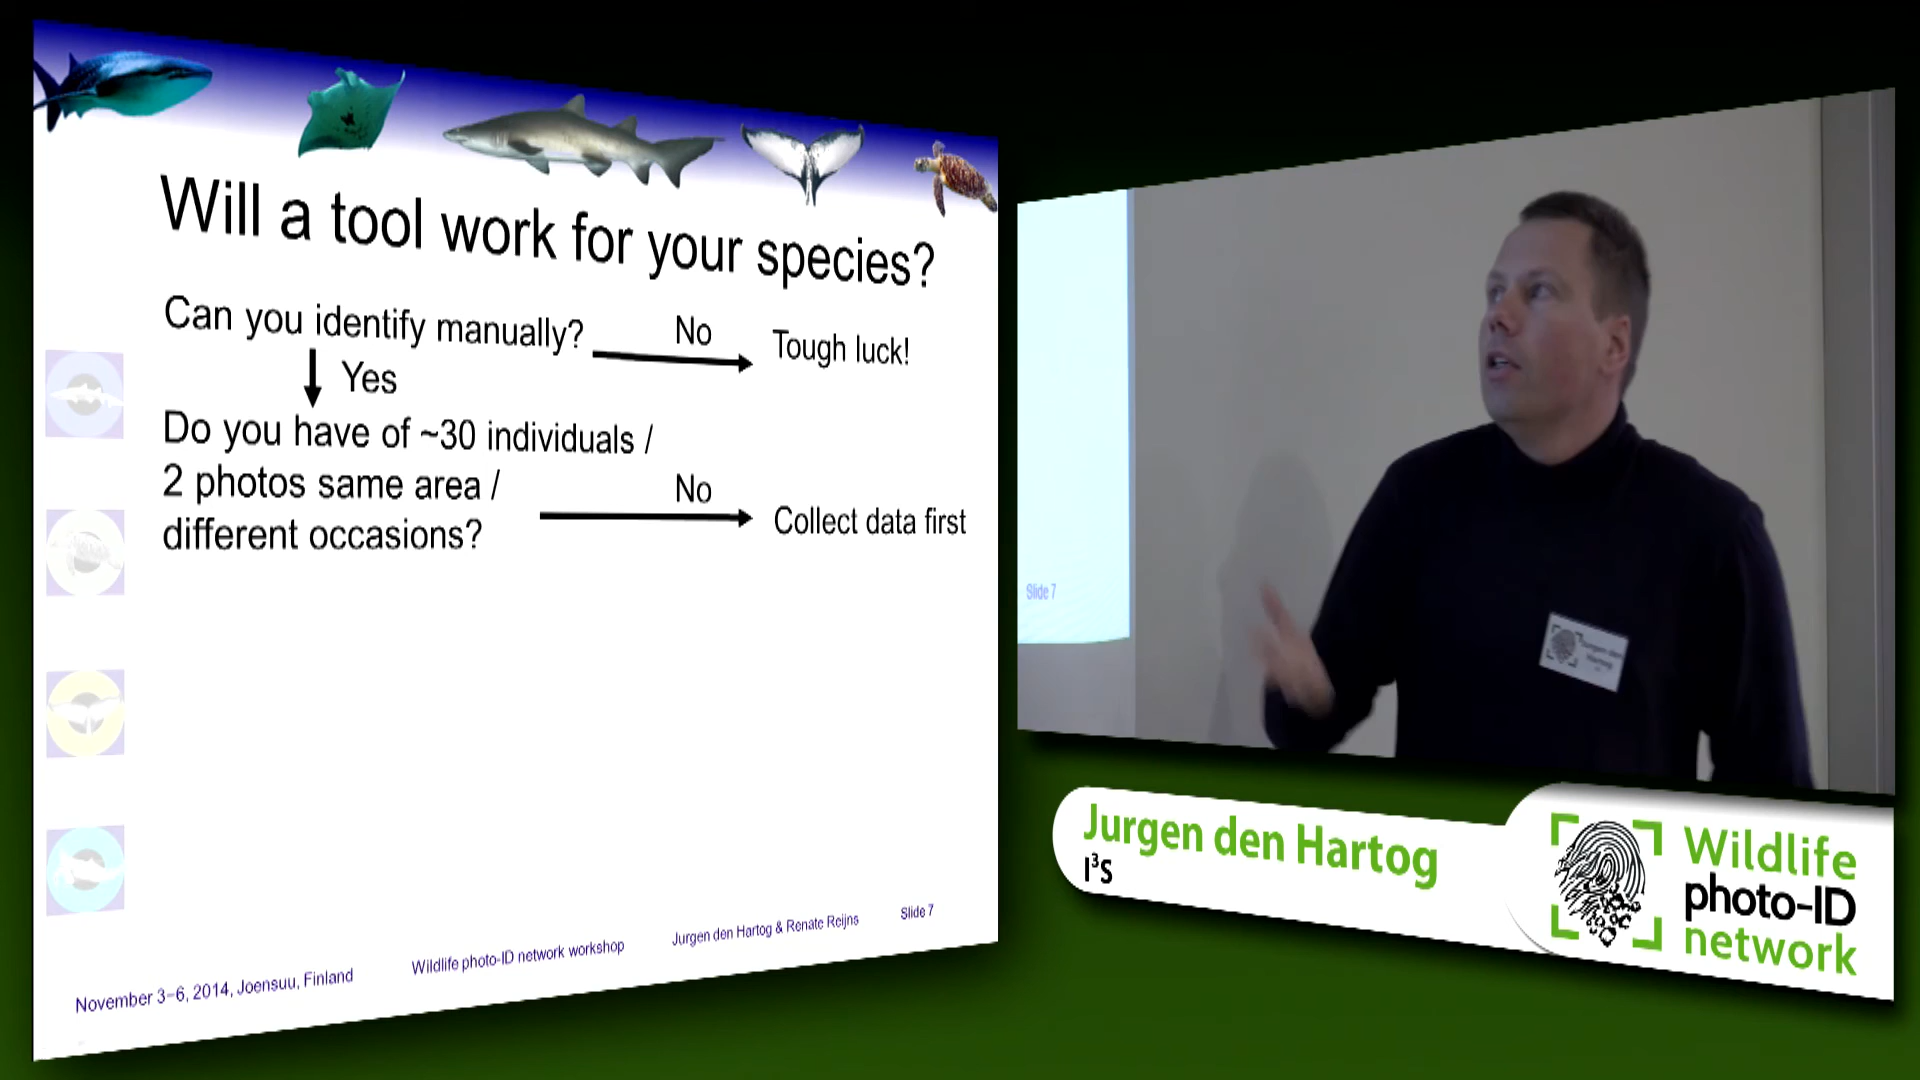 Will a tool work for your species?
Can you identify manually?
No
Tough luck!
Yes
Do you have of ~30 individuals /
2 photos same area /
different occasions?
No
Collect data first
November 3-6, 2014, Joensuu, Finland
Wildlife photo-ID network workshop
Jurgen den Hartog & Renate Reijns
Slide 7
Slide 7
Jurgen den
Hartog
Jurgen den Hartog
I³S
Wildlife
photo-ID
network